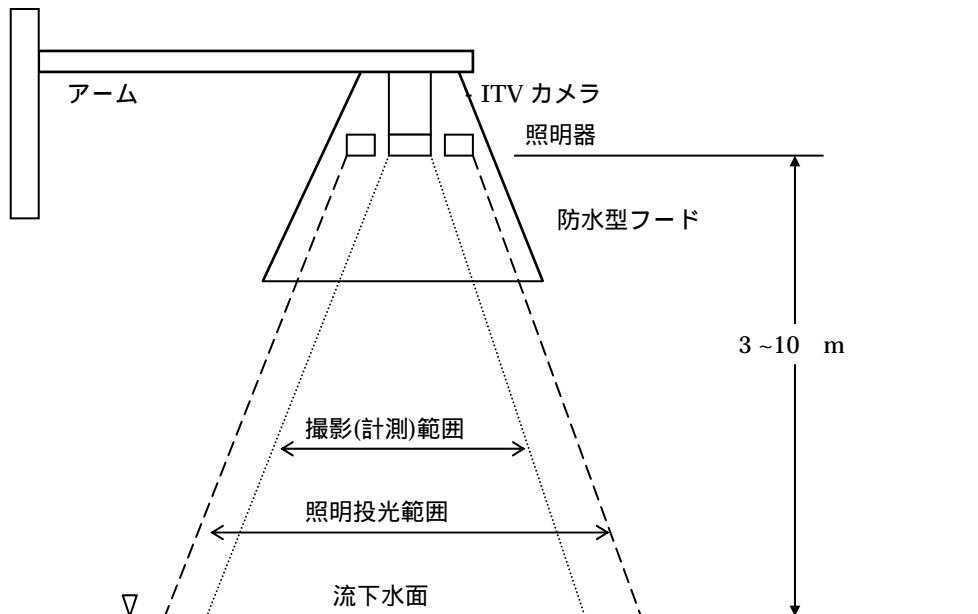 アーム
ITV カメラ
照明器
防水型フード
3 ~10 m
撮影(計測)範囲
照明投光範囲
流下水面